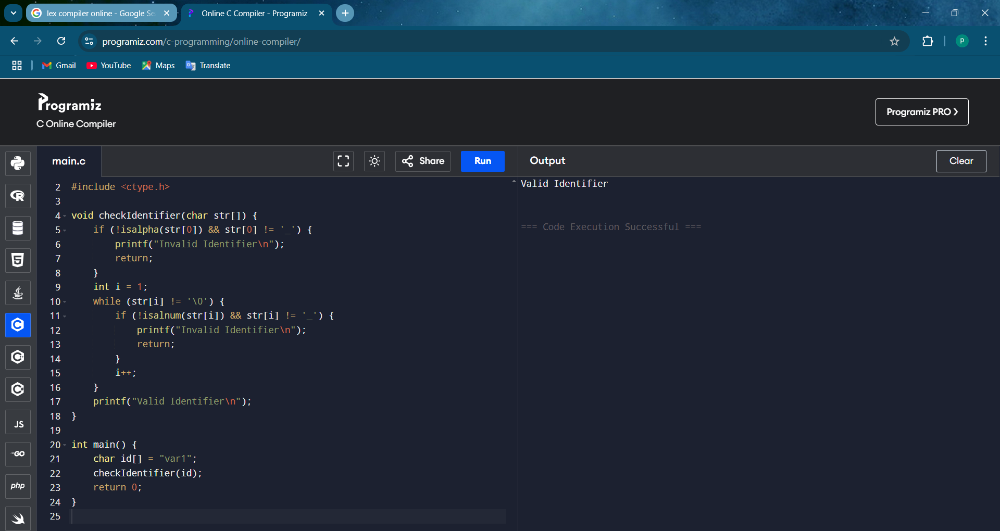 lex compiler online - Google Se
Online C Compiler - Programiz
programiz.com/c-programming/online-compiler/
P
Gmail
YouTube
Maps
Translate
Programiz
C Online Compiler
Programiz PRO ❯
main.c
Share
Run
Output
Clear
2 #include <ctype.h>
3
4 void checkIdentifier(char str[]) {
5     if (!isalpha(str[0]) && str[0] != '_') {
6         printf("Invalid Identifier\n");
7         return;
8     }
9     int i = 1;
10     while (str[i] != '\0') {
11         if (!isalnum(str[i]) && str[i] != '_') {
12             printf("Invalid Identifier\n");
13             return;
14         }
15         i++;
16     }
17     printf("Valid Identifier\n");
18 }
19
20 int main() {
21     char id[] = "var1";
22     checkIdentifier(id);
23     return 0;
24 }
25
Valid Identifier
=== Code Execution Successful ===
JS
GO
php